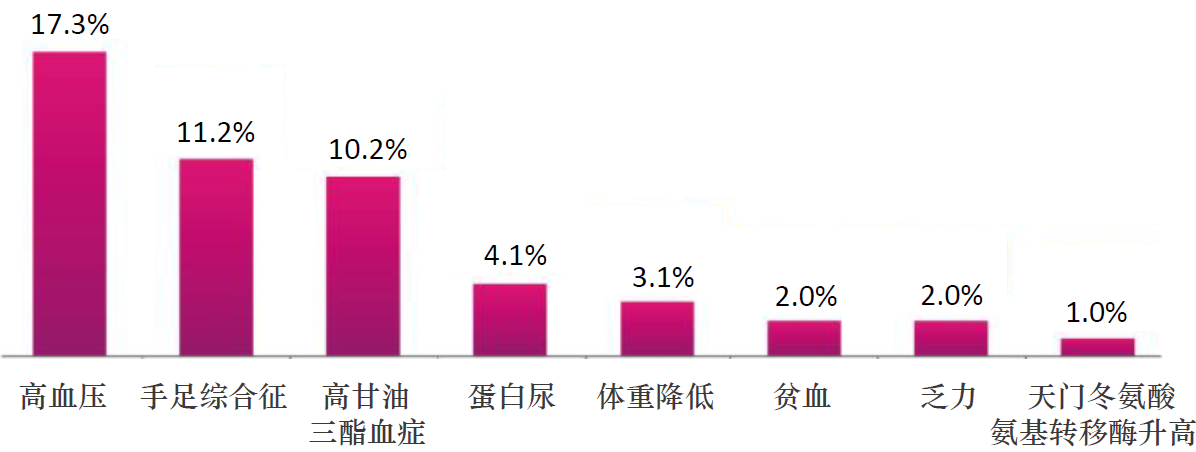 17.3%
11.2%
10.2%
4.1%
3.1%
2.0%
2.0%
1.0%
高血压
手足综合征
高甘油
三酯血症
蛋白尿
体重降低
贫血
乏力
天门冬氨酸
氨基转移酶升高